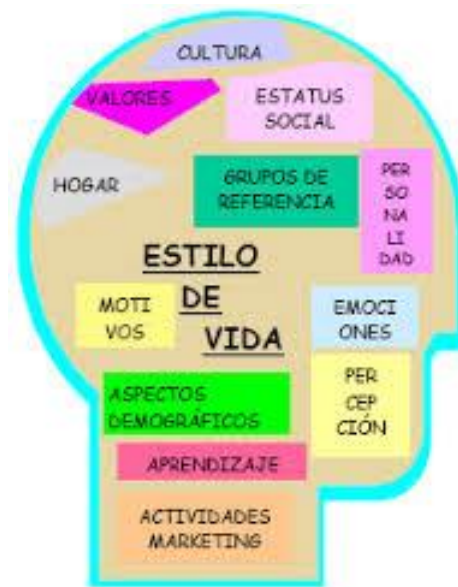 CULTURA
VALORES
ESTATUS
SOCIAL
HOGAR
GRUPOS DE
REFERENCIA
PER
SO
NA
LI
DAD
ESTILO
DE
VIDA
MOTI
VOS
EMOCI
ONES
PER
CEP
CIÓN
ASPECTOS
DEMOGRÁFICOS
APRENDIZAJE
ACTIVIDADES
MARKETING